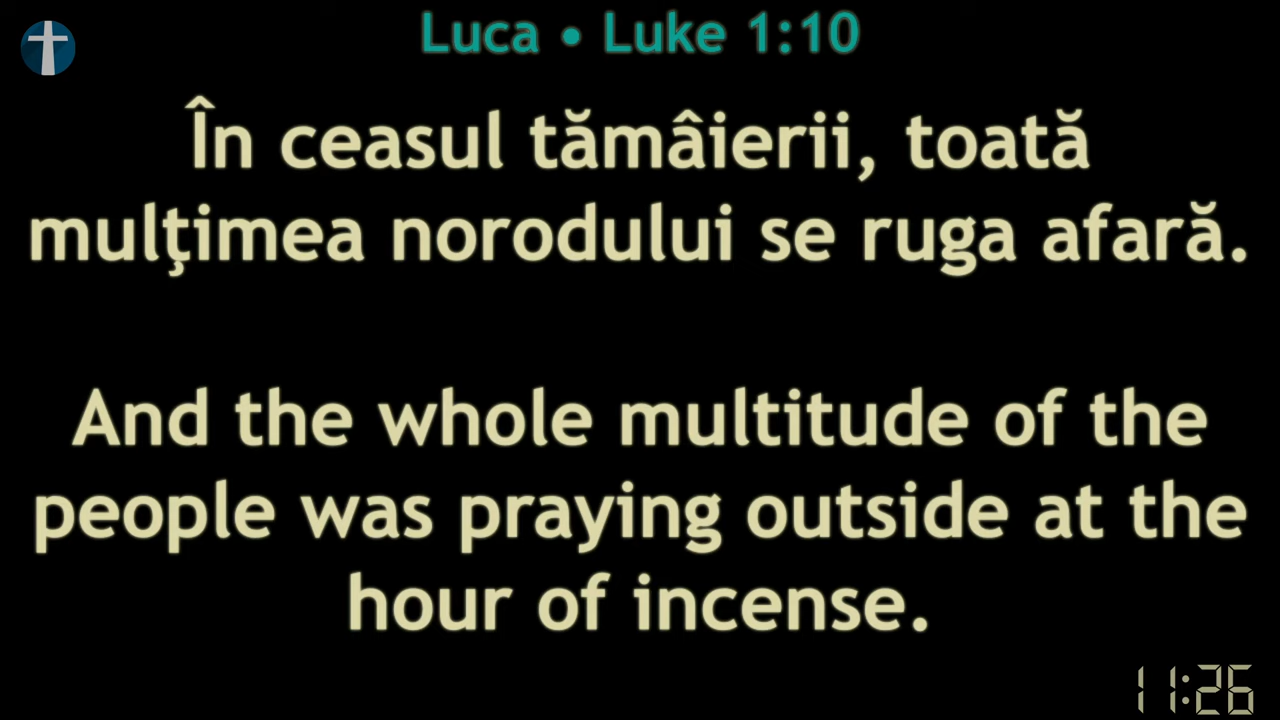 Luca • Luke 1:10
În ceasul tămâierii, toată
mulţimea norodului se ruga afară.
And the whole multitude of the
people was praying outside at the
hour of incense.
11:26